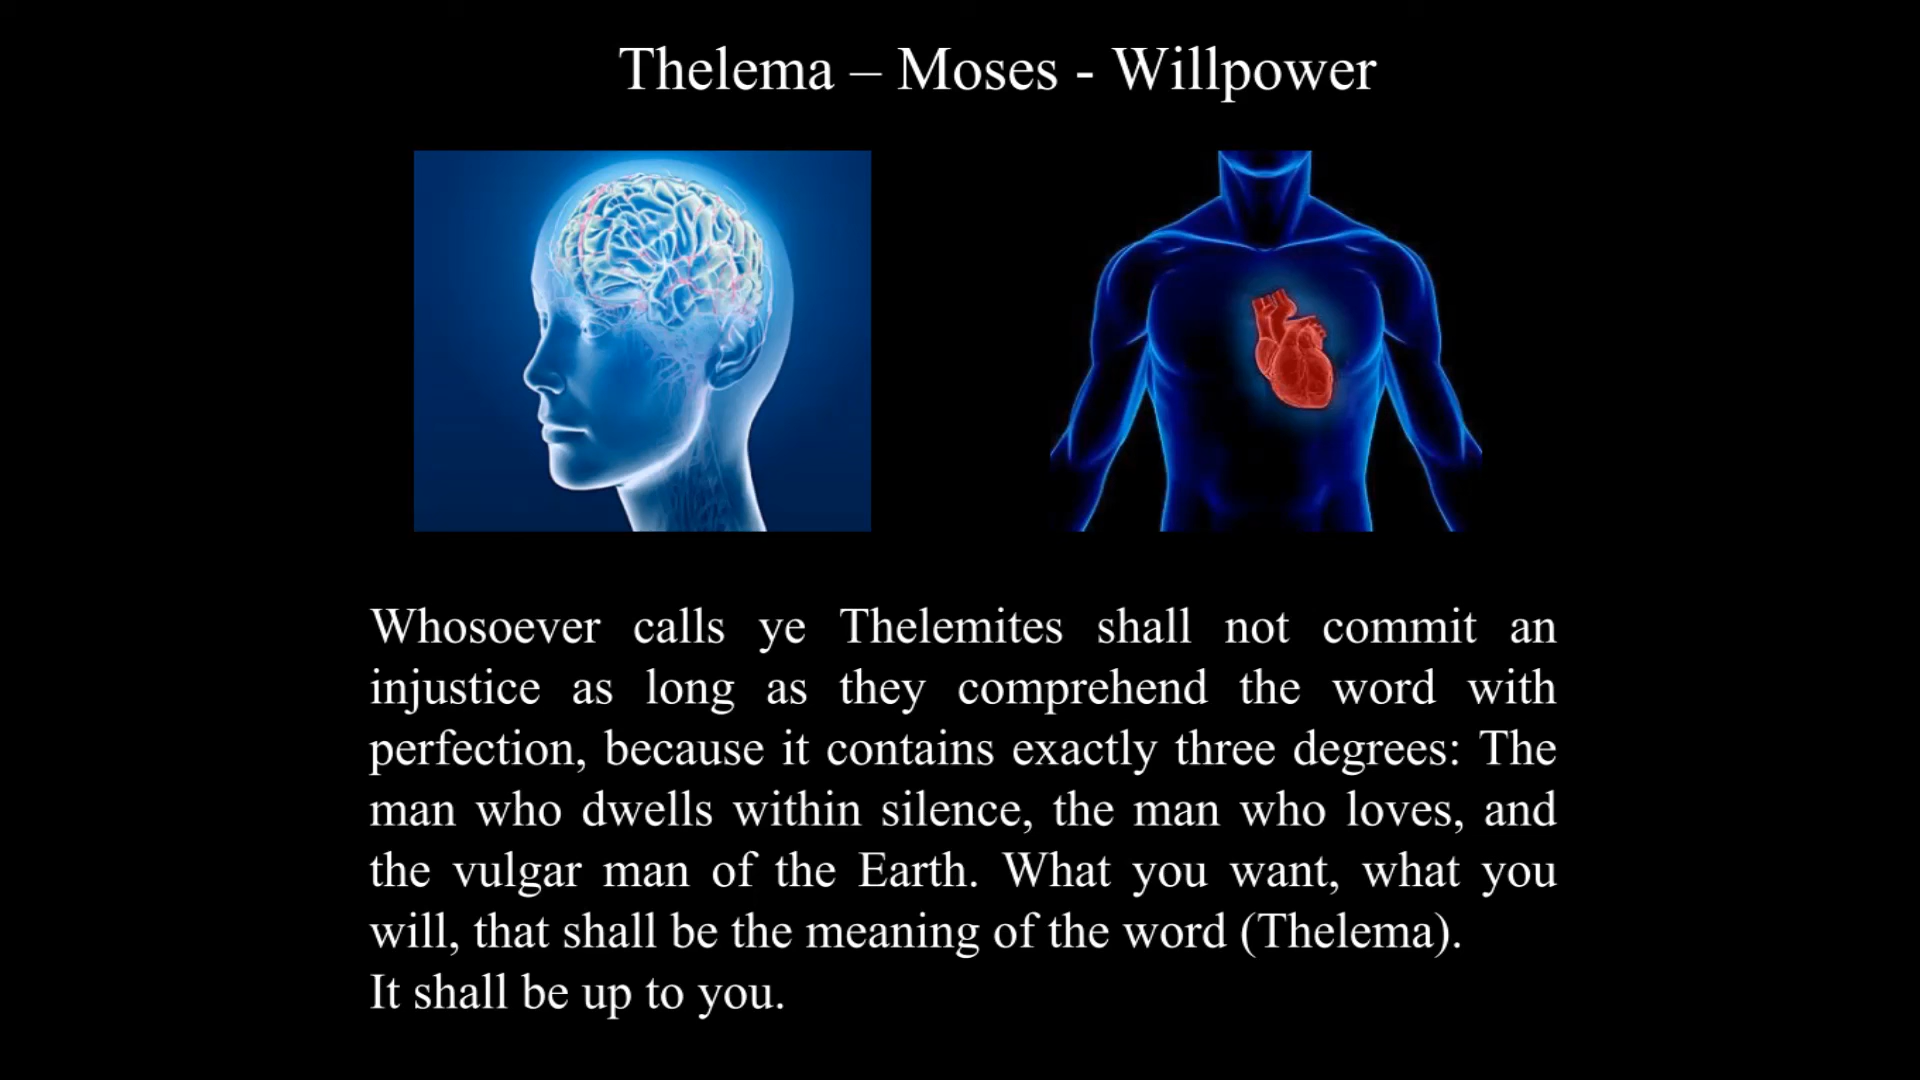 Thelema – Moses - Willpower
Whosoever calls ye Thelemites shall not commit an
injustice as long as they comprehend the word with
perfection, because it contains exactly three degrees: The
man who dwells within silence, the man who loves, and
the vulgar man of the Earth. What you want, what you
will, that shall be the meaning of the word (Thelema).
It shall be up to you.